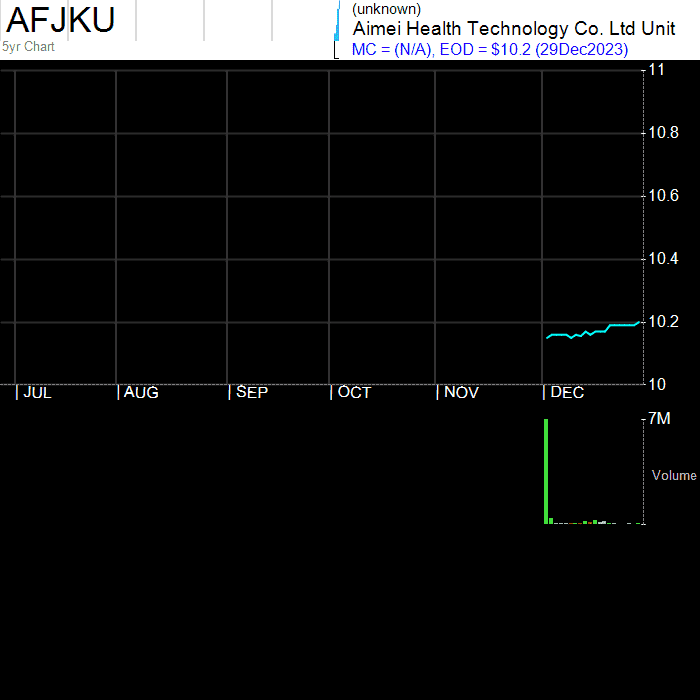 AFJKU
5yr Chart
(unknown)
Aimei Health Technology Co. Ltd Unit
MC = (N/A), EOD = $10.2 (29Dec2023)
11
10.8
10.6
10.4
10.2
10
| JUL | AUG | SEP | OCT | NOV | DEC
7M
Volume